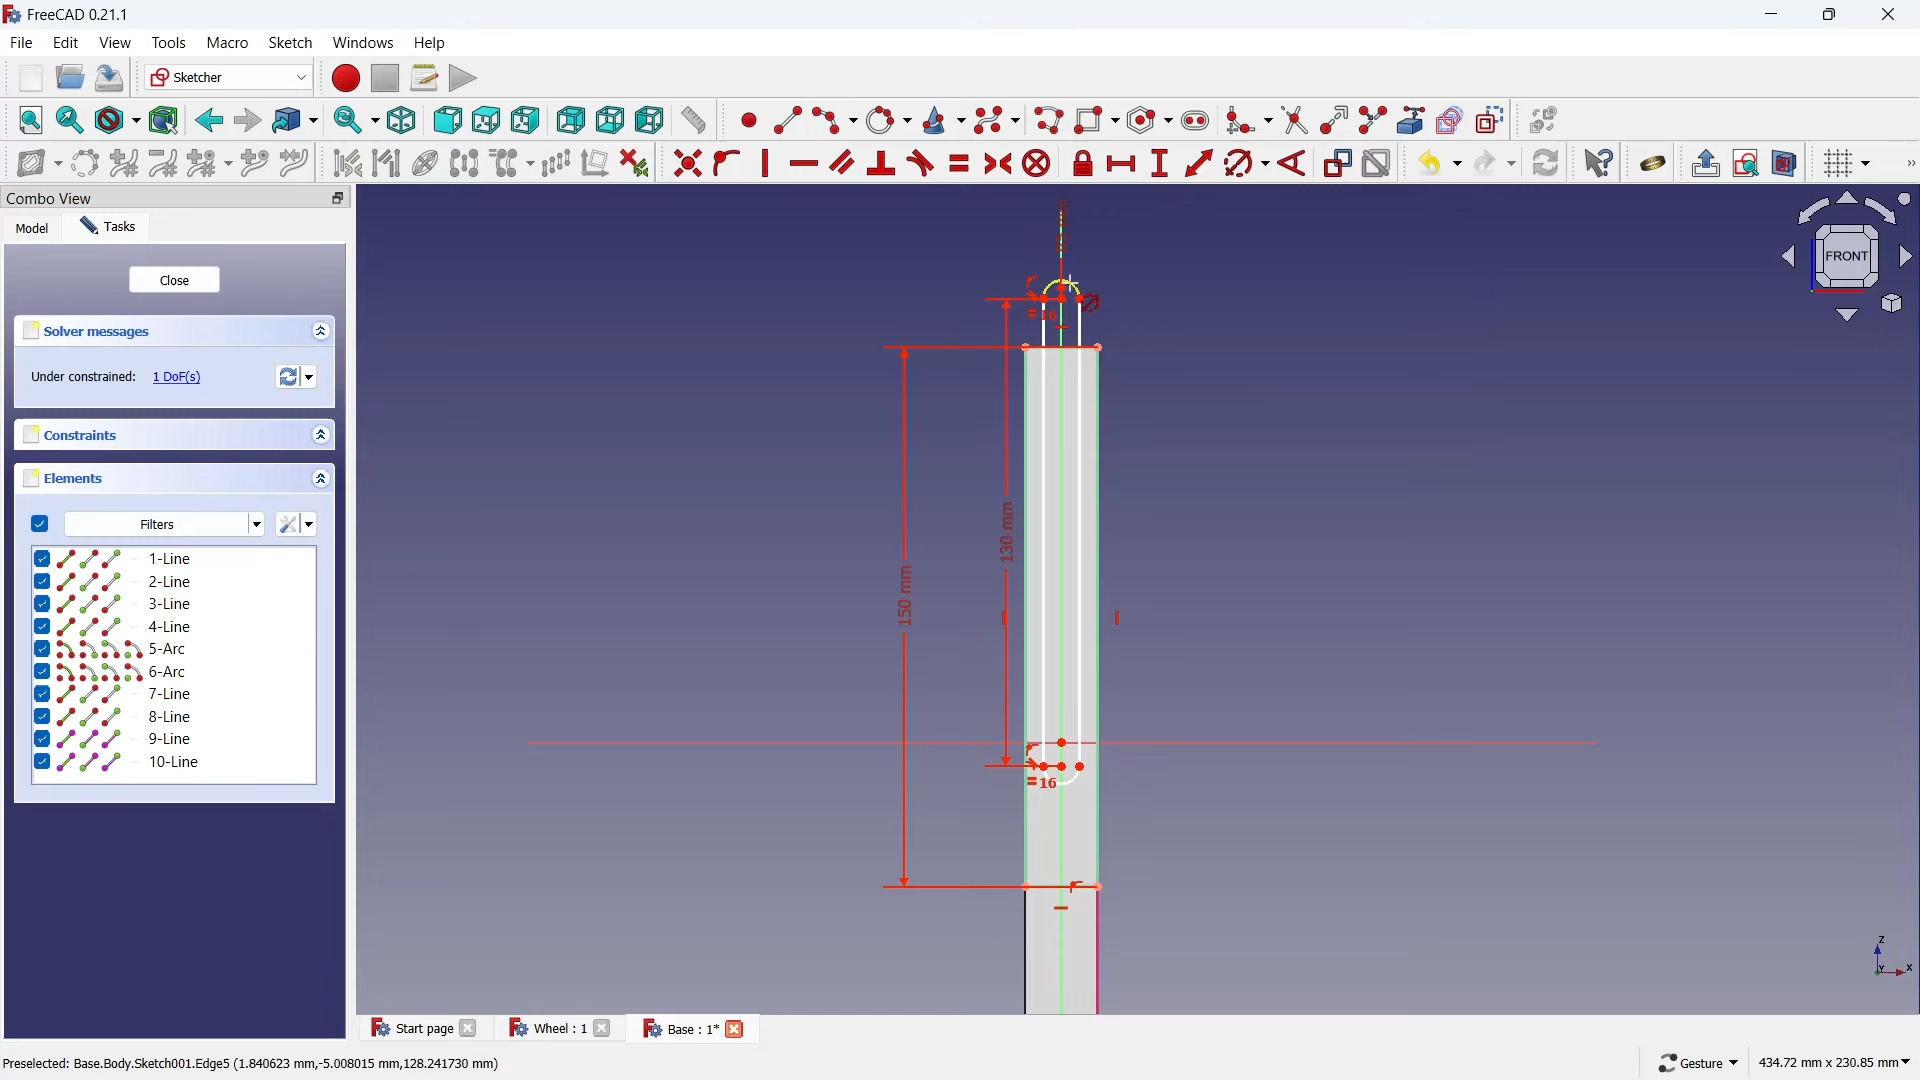 FreeCAD 0.21.1
File Edit View Tools Macro Sketch Windows Help
Sketcher
Combo View
Model Tasks
Close
Solver messages
Under constrained: 1 DoF(s)
Constraints
Elements
Filters
1-Line
2-Line
3-Line
4-Line
5-Arc
6-Arc
7-Line
8-Line
9-Line
10-Line
FRONT
16
130 mm
150 mm
16
Z
Y X
Start page Wheel : 1 Base : 1*
Preselected: Base.Body.Sketch001.Edge5 (1.840623 mm,-5.008015 mm,128.241730 mm)
Gesture 434.72 mm x 230.85 mm